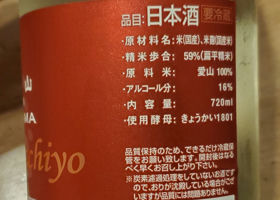 品目:日本酒 要冷蔵
・原材料名:米(国産)、米麹(国産米)
・精米歩合:59%(扁平精米)
・原料米:愛山 100%
・アルコール分:16%
・内容量:720ml
・使用酵母:きょうかい1801
品質保持のため、できるだけ冷蔵保
管をお願い致します。開封後はなるべ
く早くお召し上がり下さい。
※炭素濾過処理をしていないお酒です
ので、おりが沈殿している場合がござ
いますが品質には問題ありません。
山
MA
chiyo